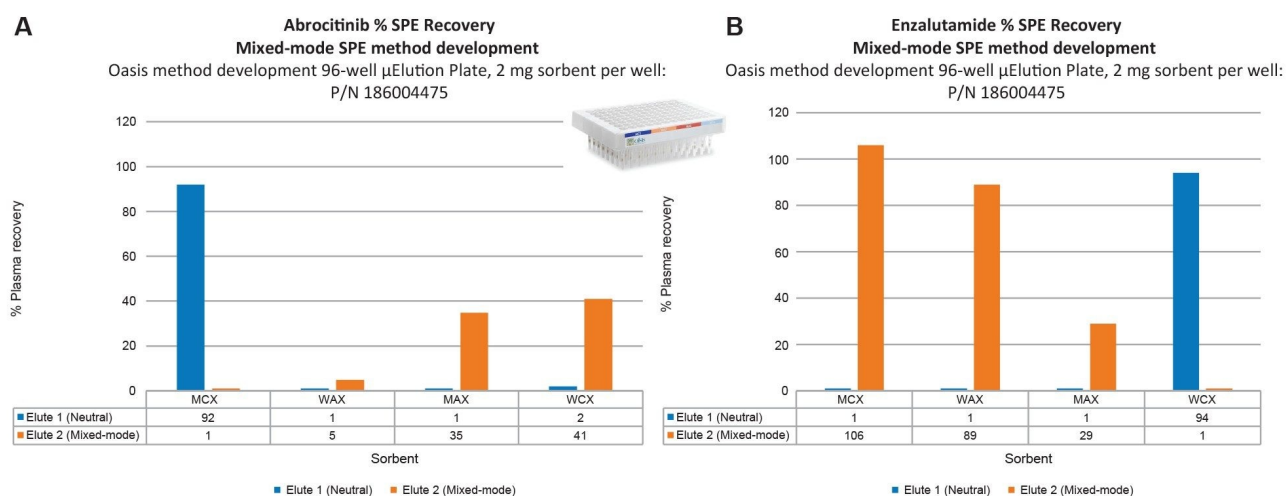 A
Abrocitinib % SPE Recovery
Mixed-mode SPE method development
Oasis method development 96-well µElution Plate, 2 mg sorbent per well:
P/N 186004475
% Plasma recovery
120
100
80
60
40
20
0
MCX WAX MAX WCX
Elute 1 (Neutral) 92 1 1 2
Elute 2 (Mixed-mode) 1 5 35 41
Sorbent
Elute 1 (Neutral) Elute 2 (Mixed-mode)
B
Enzalutamide % SPE Recovery
Mixed-mode SPE method development
Oasis method development 96-well µElution Plate, 2 mg sorbent per well:
P/N 186004475
% Plasma recovery
120
100
80
60
40
20
0
MCX WAX MAX WCX
Elute 1 (Neutral) 1 1 1 94
Elute 2 (Mixed-mode) 106 89 29 1
Sorbent
Elute 1 (Neutral) Elute 2 (Mixed-mode)